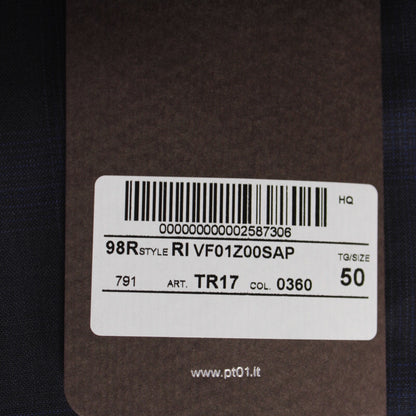 HQ
000000000002587306
98R STYLE RI VF01Z00SAP TG/SIZE
791 ART. TR17 COL. 0360 50
www.pt01.it